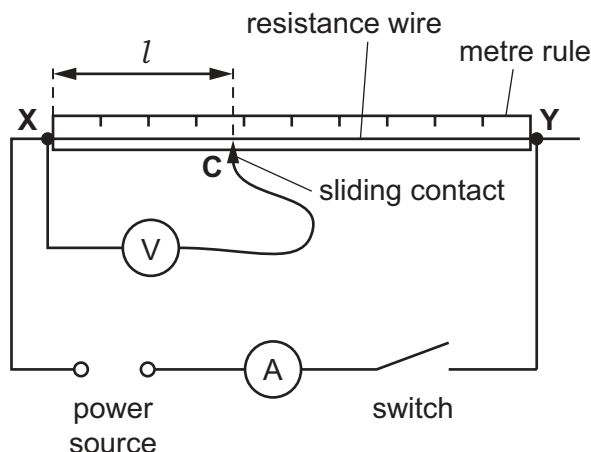 resistance wire
l
metre rule
X
Y
C
sliding contact
V
A
power
source
switch